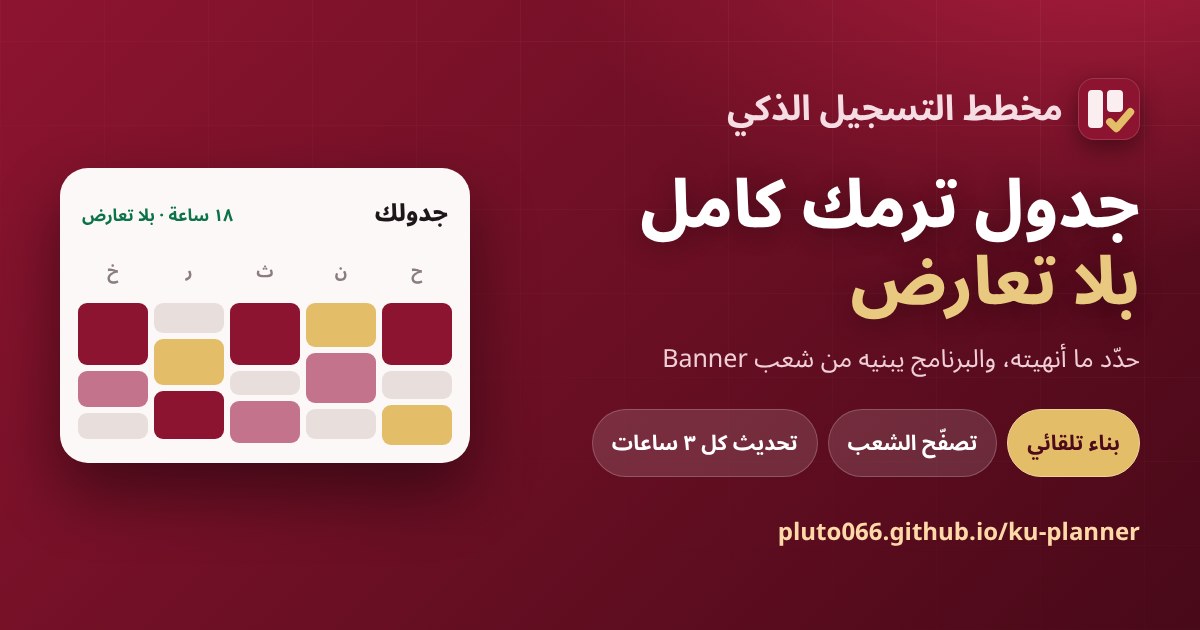 مخطط التسجيل الذكي
جدول ترمك كامل
بلا تعارض
حدّد ما أنهيته، والبرنامج يبنيه من شعب Banner
بناء تلقائي
تصفّح الشعب
تحديث كل ٣ ساعات
pluto066.github.io/ku-planner
جدولك
١٨ ساعة · بلا تعارض
ح ن ث ر خ